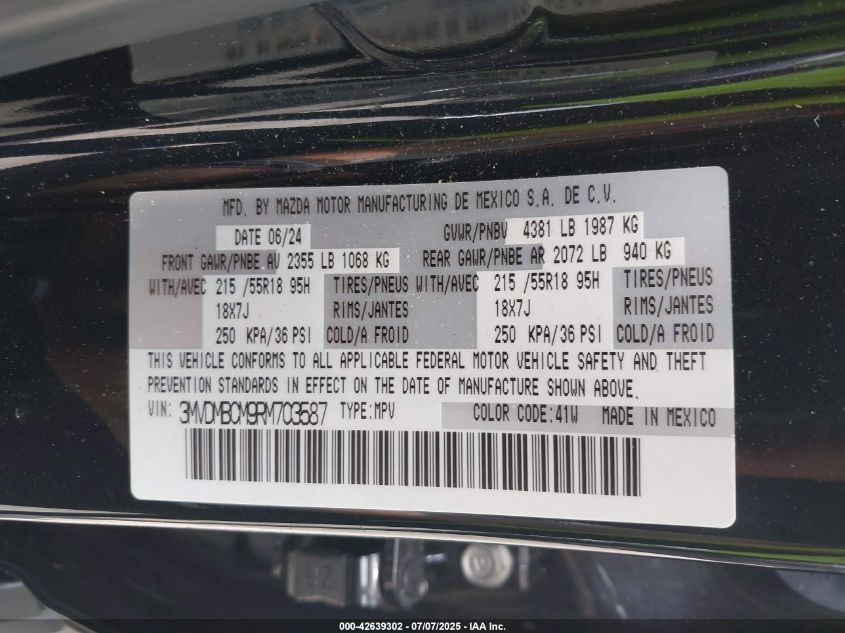 MFD. BY MAZDA MOTOR MANUFACTURING DE MEXICO S.A. DE C.V.
DATE 06/24 GVWR/PNBV 4381 LB 1987 KG
FRONT GAWR/PNBE AV 2355 LB 1068 KG REAR GAWR/PNBE AR 2072 LB 940 KG
WITH/AVEC 215 /55R18 95H TIRES/PNEUS WITH/AVEC 215 /55R18 95H TIRES/PNEUS
18X7J RIMS/JANTES 18X7J RIMS/JANTES
250 KPA/36 PSI COLD/A FROID 250 KPA/36 PSI COLD/A FROID
THIS VEHICLE CONFORMS TO ALL APPLICABLE FEDERAL MOTOR VEHICLE SAFETY AND THEFT
PREVENTION STANDARDS IN EFFECT ON THE DATE OF MANUFACTURE SHOWN ABOVE.
VIN: 3MVDMBCM9RM703587 TYPE:MPV COLOR CODE:41W MADE IN MEXICO
000-42639302 - 07/07/2025 - IAA Inc.